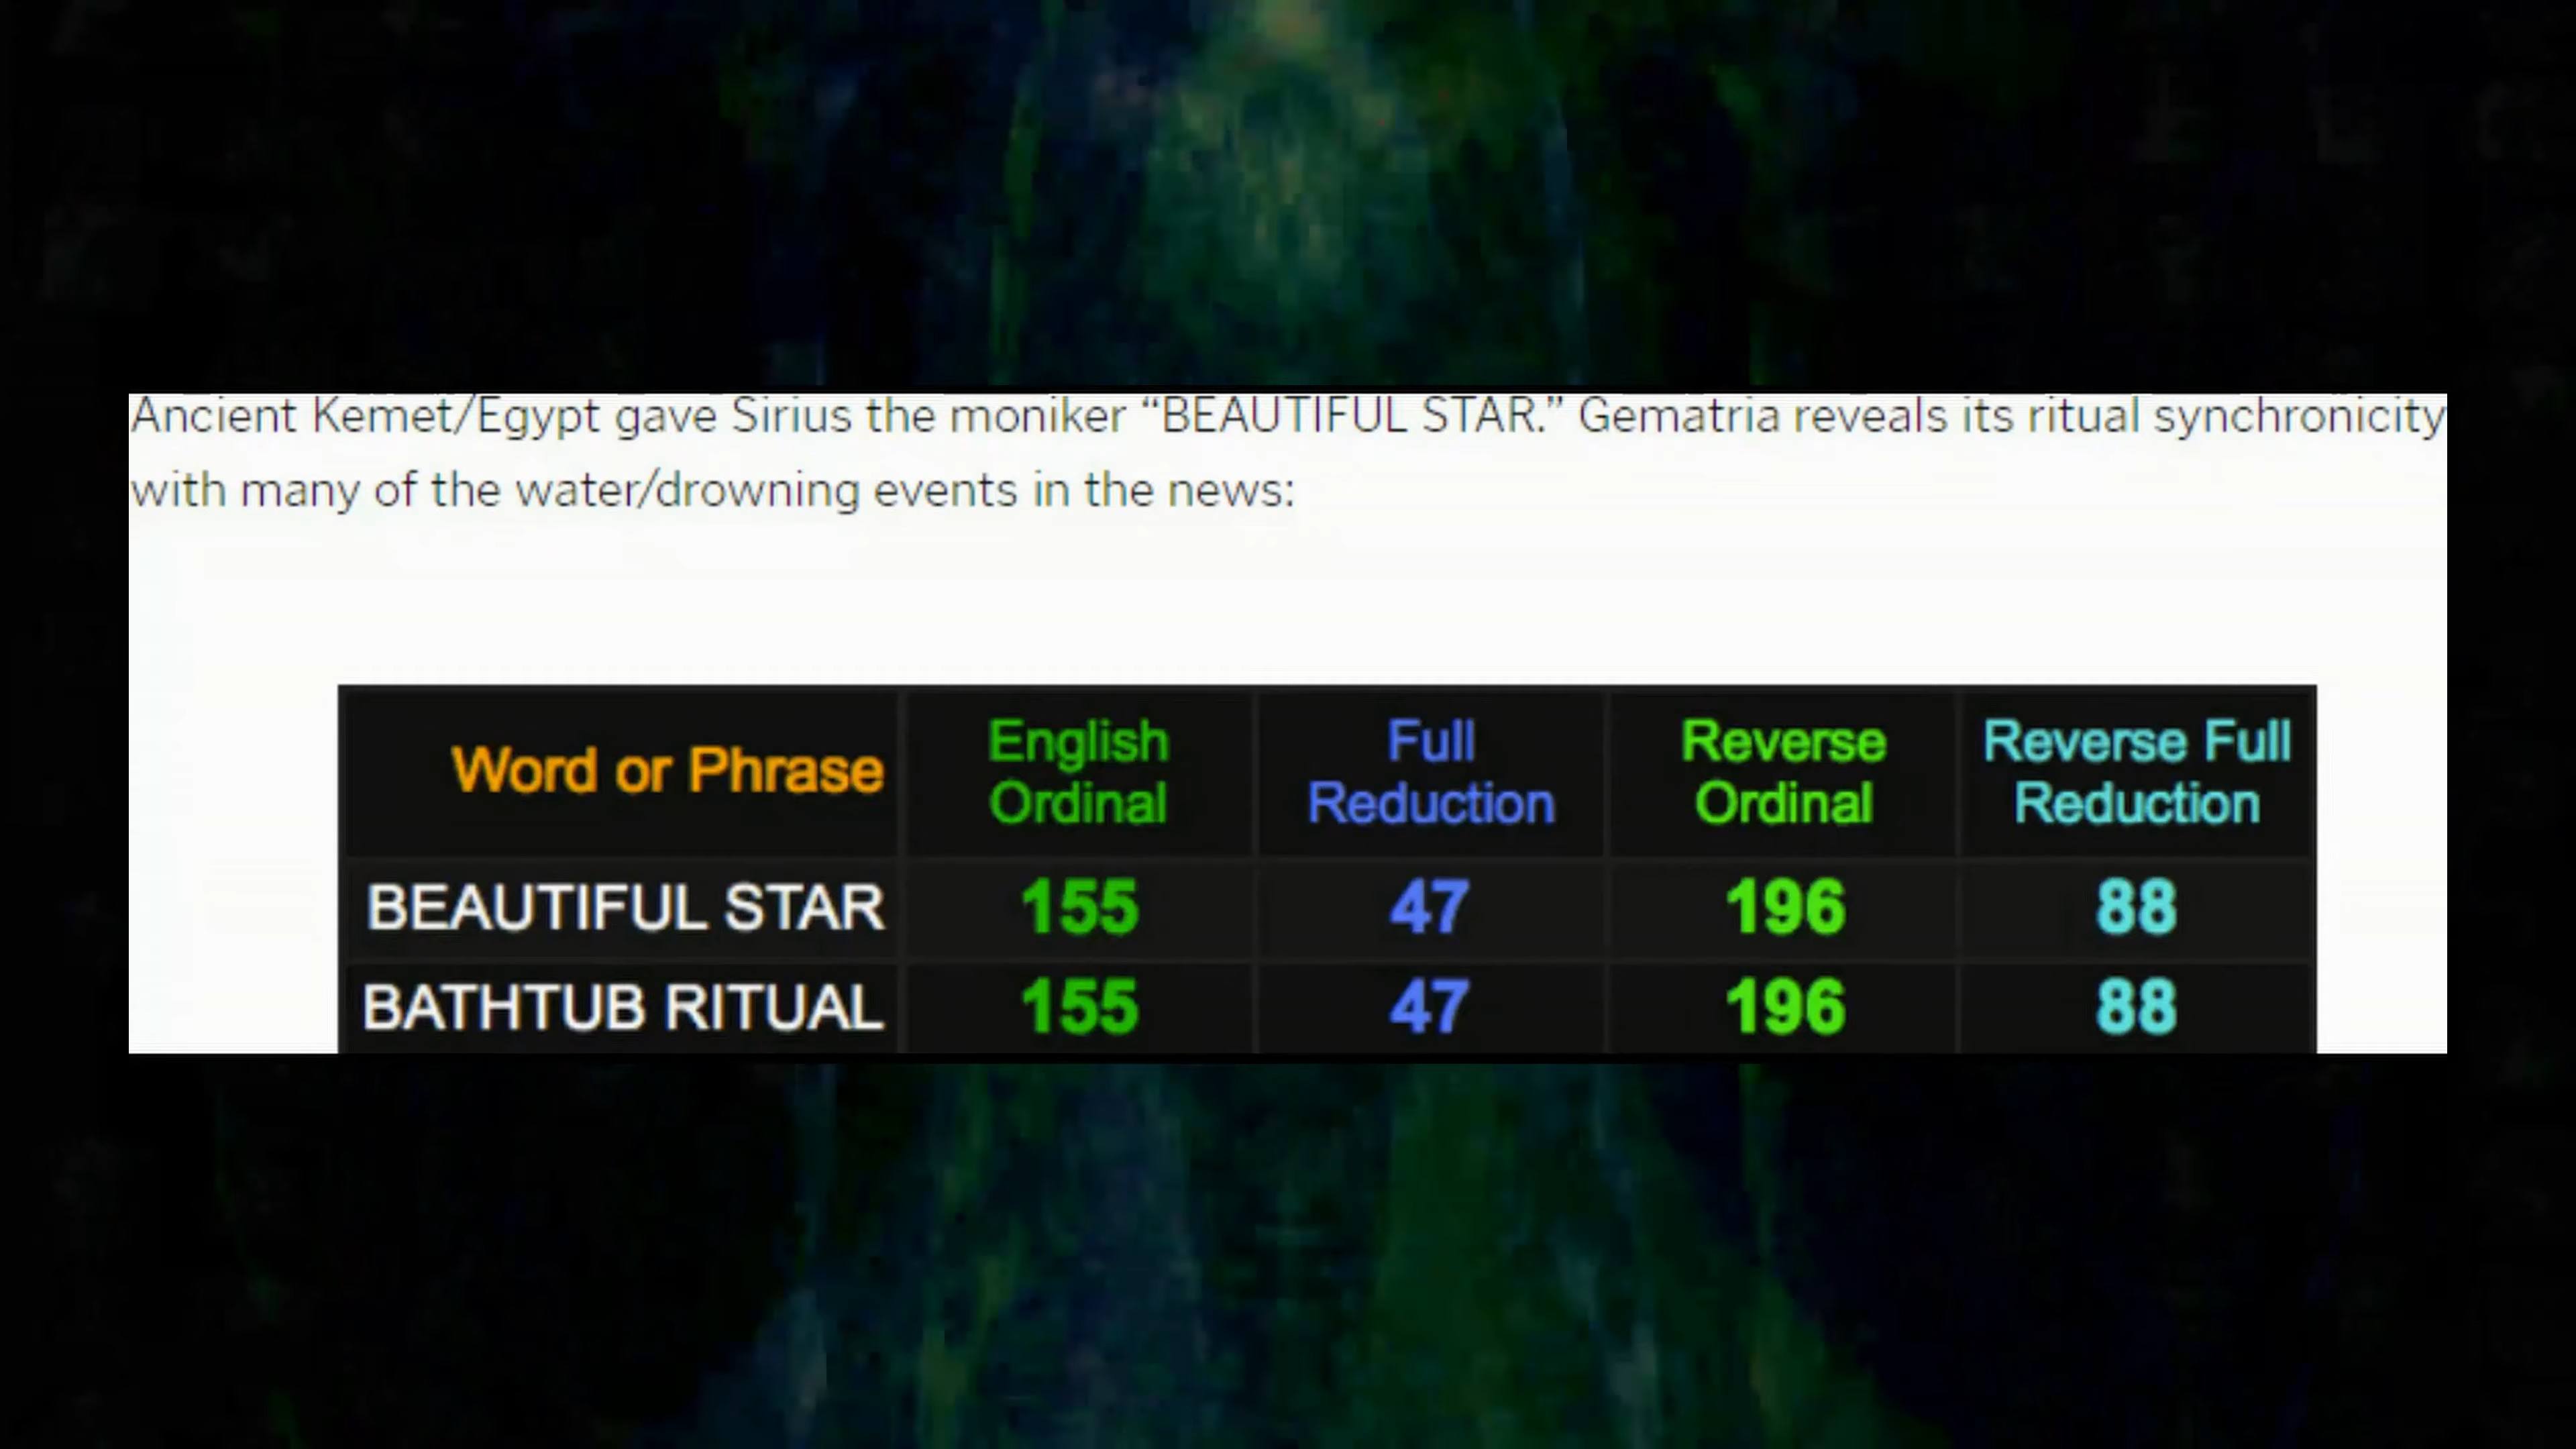 Ancient Kemet/Egypt gave Sirius the moniker “BEAUTIFUL STAR.” Gematria reveals its ritual synchronicity
with many of the water/drowning events in the news:
Word or Phrase English Ordinal Full Reduction Reverse Ordinal Reverse Full Reduction
BEAUTIFUL STAR 155 47 196 88
BATHTUB RITUAL 155 47 196 88